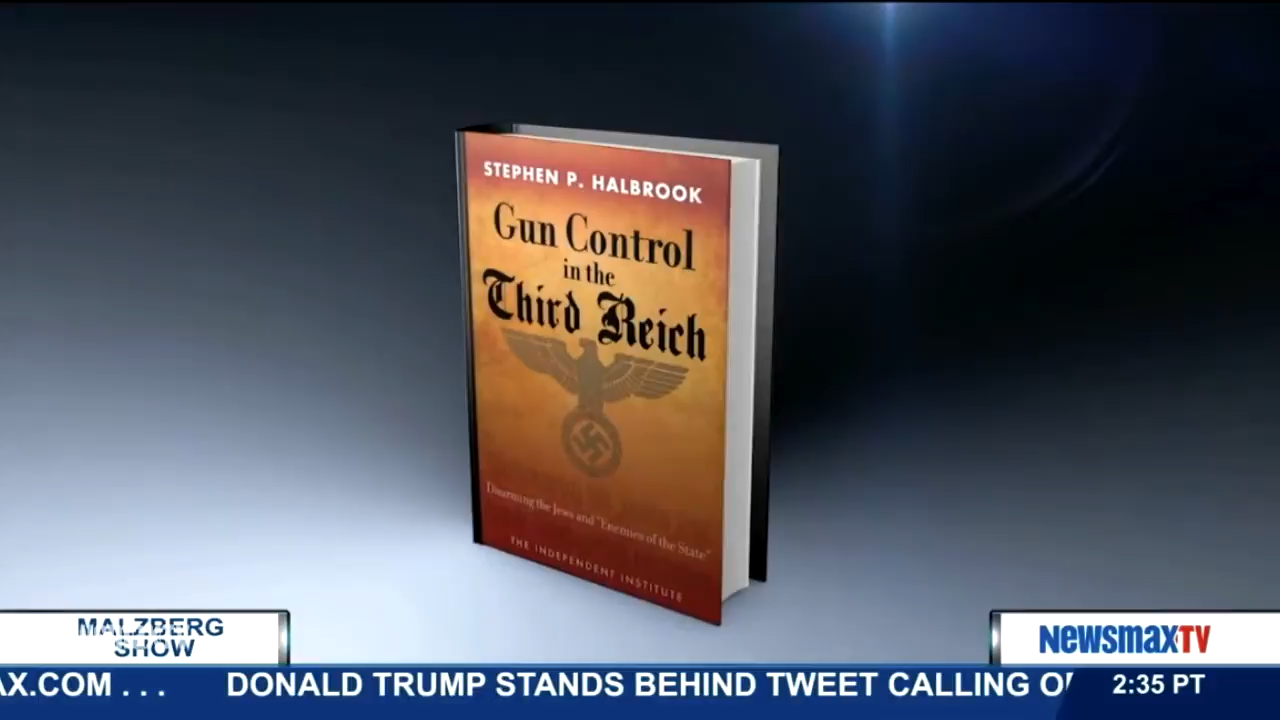 STEPHEN P. HALBROOK
Gun Control
in the
Third Reich
Disarming the Jews and "Enemies of the State"
THE INDEPENDENT INSTITUTE
MALZBERG
SHOW
NEWSMAXTV
AX.COM . . . DONALD TRUMP STANDS BEHIND TWEET CALLING
2:35 PT